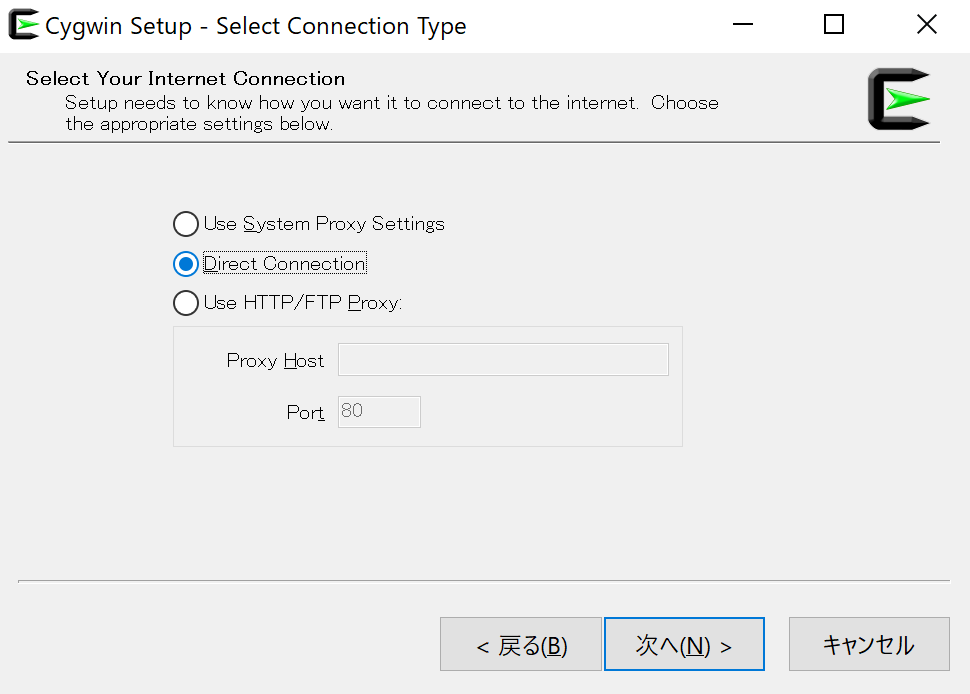 Cygwin Setup - Select Connection Type
Select Your Internet Connection
Setup needs to know how you want it to connect to the internet.  Choose
the appropriate settings below.
Use System Proxy Settings
Direct Connection
Use HTTP/FTP Proxy:
Proxy Host
Port 80
< 戻る(B)
次へ(N) >
キャンセル